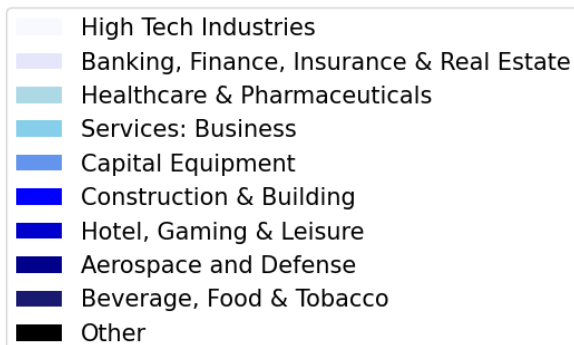 High Tech Industries
Banking, Finance, Insurance & Real Estate
Healthcare & Pharmaceuticals
Services: Business
Capital Equipment
Construction & Building
Hotel, Gaming & Leisure
Aerospace and Defense
Beverage, Food & Tobacco
Other